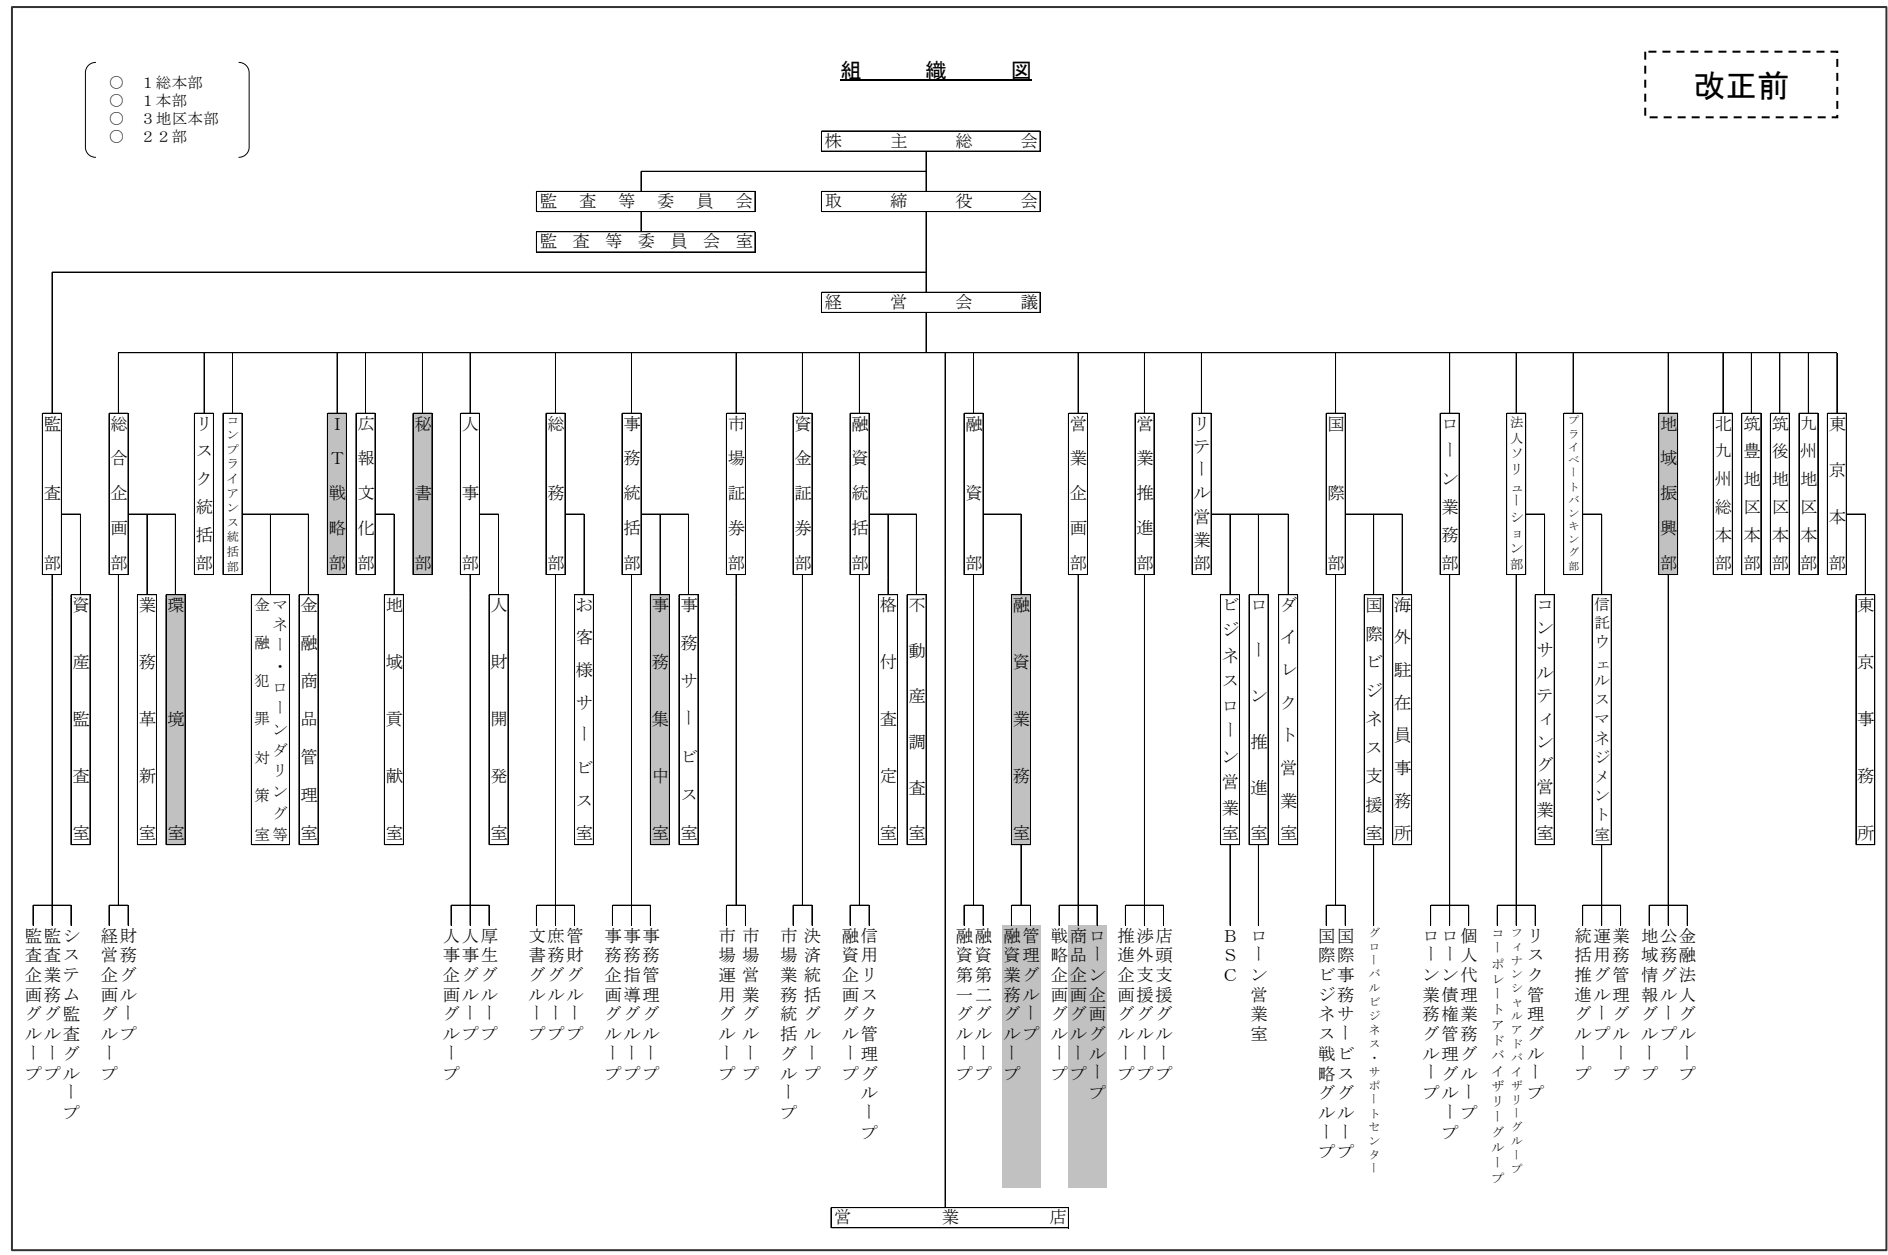 組織図
改正前
○ 1総本部
○ 1本部
○ 3地区本部
○ 22部
株主総会
監査等委員会
取締役会
監査等委員会室
経営会議
監査部
総合企画部
リスク統括部
コンプライアンス統括部
IT戦略部
広報文化部
秘書部
人事部
総務部
事務統括部
市場証券部
資金証券部
融資統括部
融資部
営業企画部
営業推進部
リテール営業部
国際部
ローン業務部
法人ソリューション部
プライベートバンキング部
地域振興部
北九州総本部
筑豊地区本部
筑後地区本部
九州地区本部
東京本部
資産監査室
業務革新室
環境室
マネー・ローンダリング等
金融犯罪対策室
金融商品管理室
地域貢献室
人財開発室
お客様サービス室
事務集中室
事務サービス室
格付査定室
不動産調査室
融資業務室
ビジネスローン営業室
ローン推進室
ダイレクト営業室
国際ビジネス支援室
海外駐在員事務所
コンサルティング営業室
信託ウェルスマネジメント室
東京事務所
監査企画グループ
監査業務グループ
システム監査グループ
経営企画グループ
財務グループ
人事企画グループ
人事グループ
厚生グループ
文書グループ
庶務グループ
管財グループ
事務企画グループ
事務指導グループ
事務管理グループ
市場運用グループ
市場営業グループ
市場業務統括グループ
決済統括グループ
融資企画グループ
信用リスク管理グループ
融資第一グループ
融資第二グループ
融資業務グループ
管理グループ
戦略企画グループ
商品企画グループ
ローン企画グループ
推進企画グループ
渉外支援グループ
店頭支援グループ
BSC
ローン営業室
国際ビジネス戦略グループ
国際事務サービスグループ
グローバルビジネス・サポートセンター
ローン業務グループ
ローン債権管理グループ
個人代理業務グループ
コーポレートアドバイザリーグループ
フィナンシャルアドバイザリーグループ
リスク管理グループ
統括推進グループ
運用グループ
業務管理グループ
地域情報グループ
公務グループ
金融法人グループ
営業店